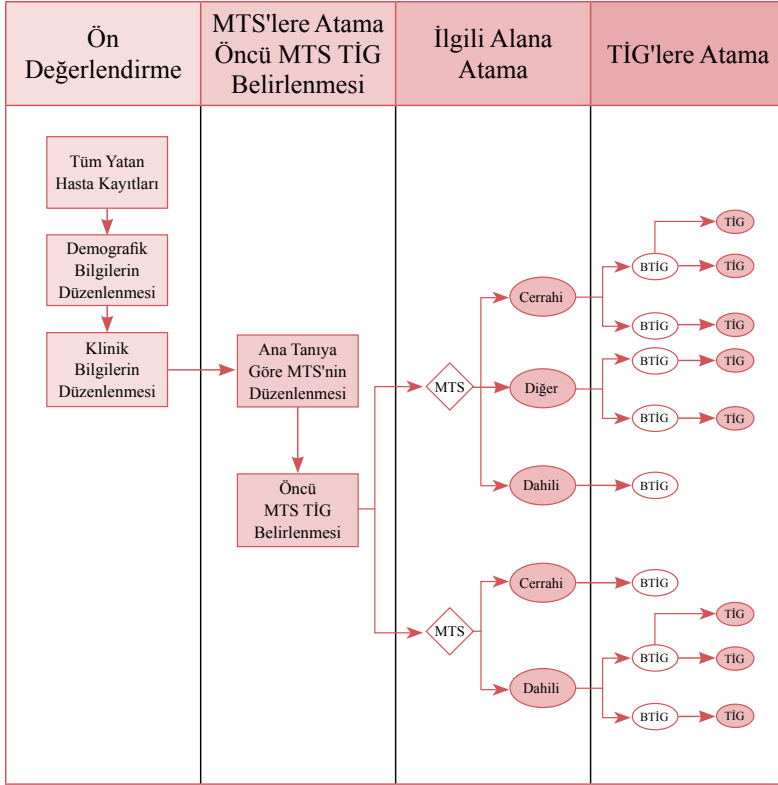 Ön
Değerlendirme
MTS'lere Atama
Öncü MTS TİG
Belirlenmesi
İlgili Alana
Atama
TİG'lere Atama
Tüm Yatan
Hasta Kayıtları
Demografik
Bilgilerin
Düzenlenmesi
Klinik
Bilgilerin
Düzenlenmesi
Ana Tanıya
Göre MTS'nin
Düzenlenmesi
Öncü
MTS TİG
Belirlenmesi
MTS
Cerrahi
BTİG
TİG
TİG
BTİG
TİG
Diğer
BTİG
TİG
BTİG
TİG
Dahili
BTİG
MTS
Cerrahi
BTİG
Dahili
BTİG
TİG
TİG
BTİG
TİG